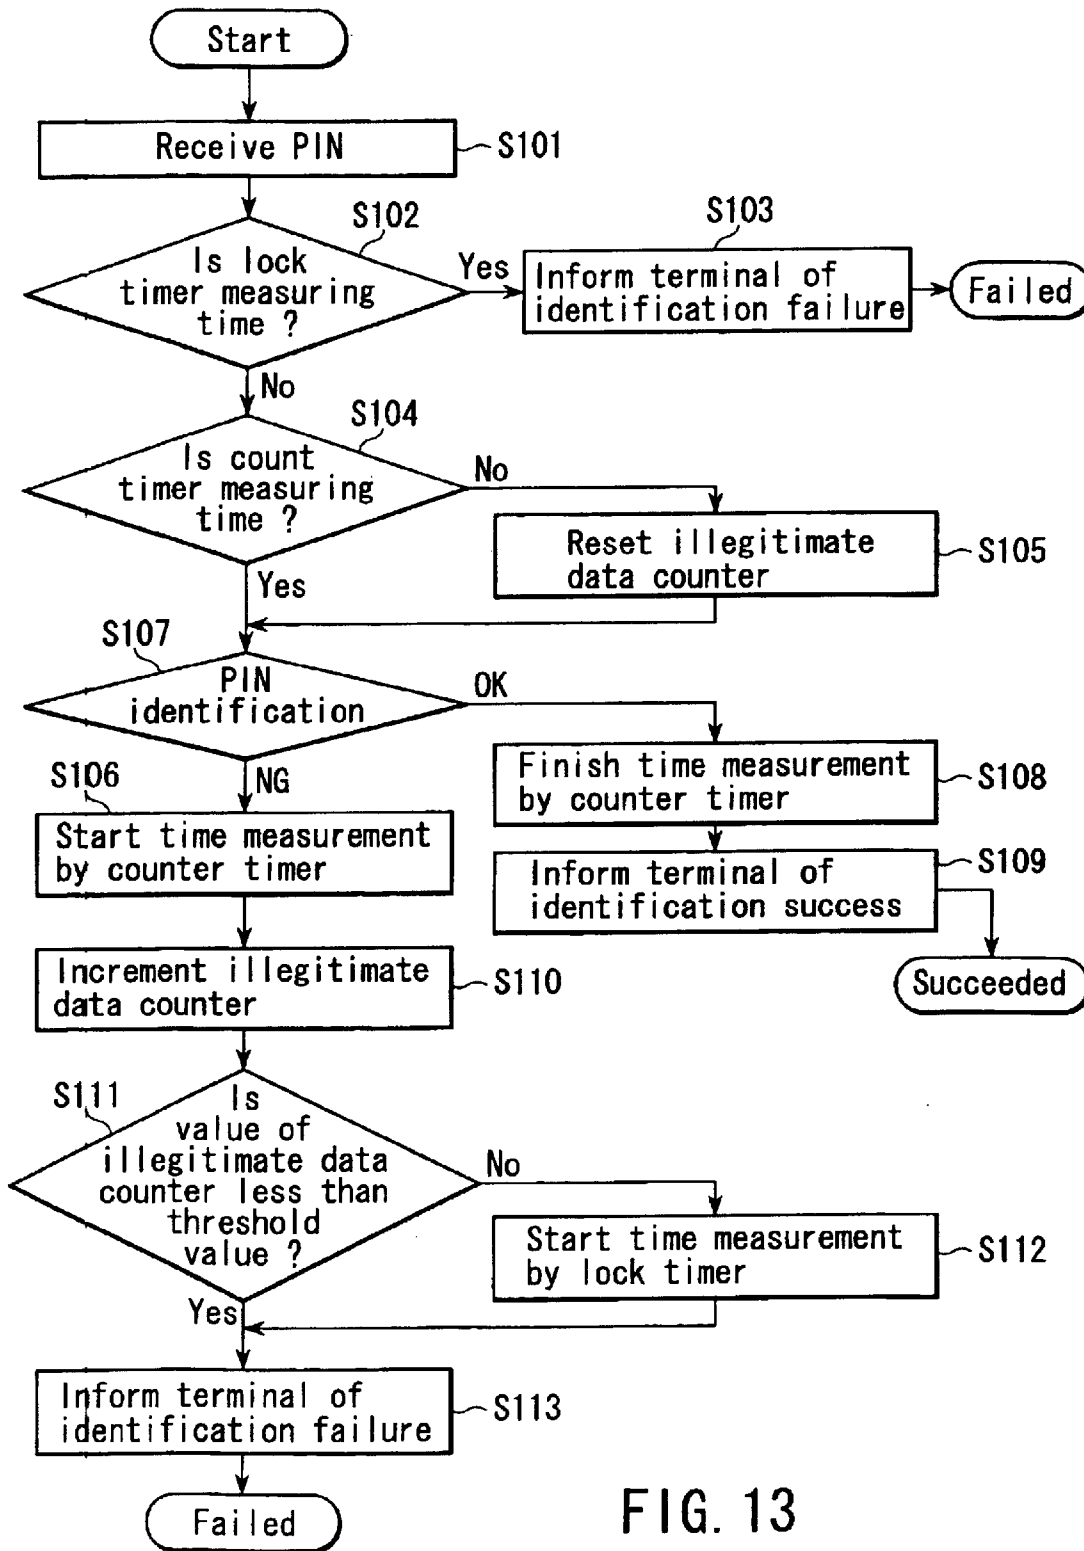 Start
Receive PIN
S101
S102
Is lock
timer measuring
time ?
Yes
S103
Inform terminal of
identification failure
Failed
No
S104
Is count
timer measuring
time ?
No
Reset illegitimate
data counter
S105
Yes
S107
PIN
identification
OK
Finish time measurement
by counter timer
S108
NG
S106
Start time measurement
by counter timer
Inform terminal of
identification success
S109
Succeeded
Increment illegitimate
data counter
S110
S111
Is
value of
illegitimate data
counter less than
threshold
value ?
No
Start time measurement
by lock timer
S112
Yes
Inform terminal of
identification failure
S113
Failed
FIG. 13